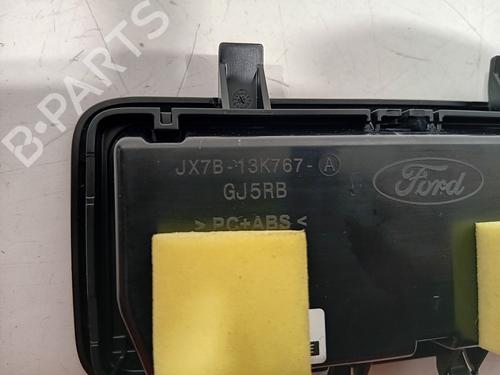 B-PARTS
JX7B-13K767-A
Ford
GJ5RB
>PC+ABS<